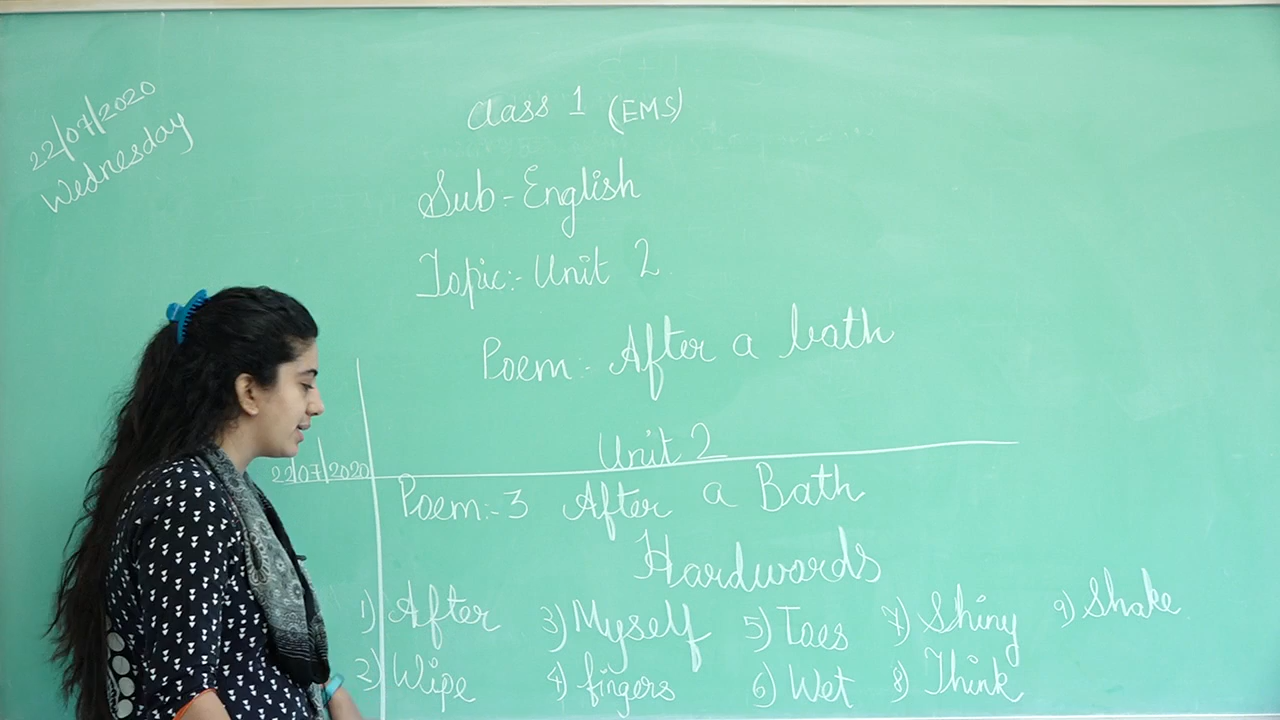 22/07/2020
Wednesday
Class 1 (EMS)
Sub- English
Topic:- Unit 2
Poem:- After a bath
Unit 2
22/07/2020
Poem:-3 After a Bath
Hardwords
1) After 3) Myself 5) Toes 7) Shiny 9) Shake
2) Wipe 4) fingers 6) Wet 8) Think